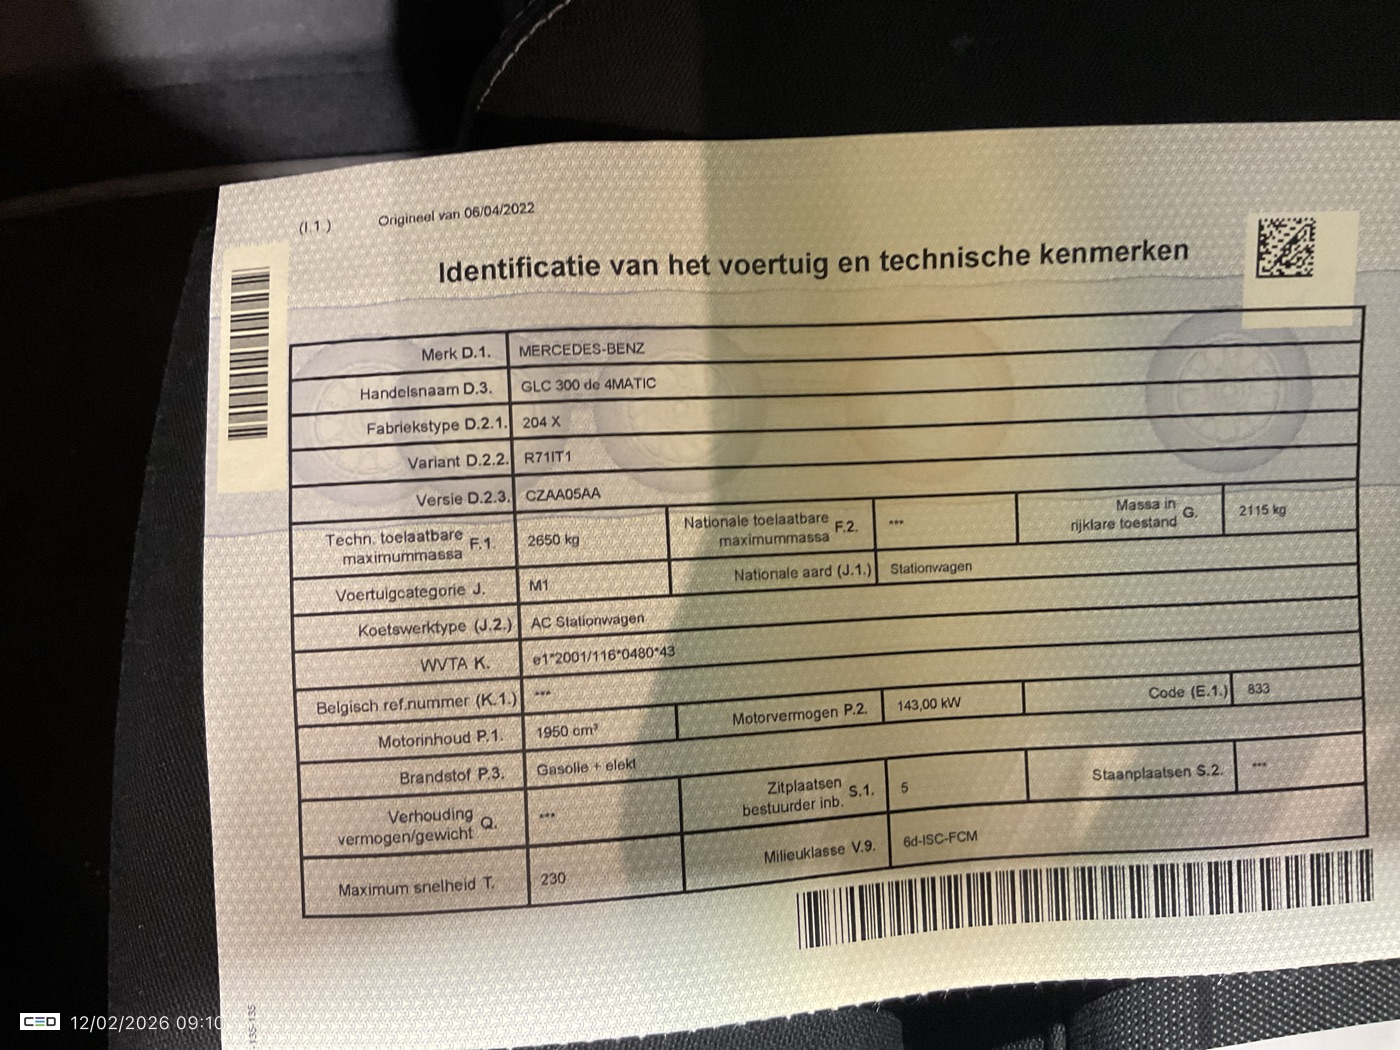 (I.1.) Origineel van 06/04/2022
Identificatie van het voertuig en technische kenmerken
Merk D.1. MERCEDES-BENZ
Handelsnaam D.3. GLC 300 de 4MATIC
Fabriekstype D.2.1. 204 X
Variant D.2.2. R71IT1
Versie D.2.3. CZAA05AA
Techn. toelaatbare maximummassa F.1. 2650 kg Nationale toelaatbare maximummassa F.2. *** Massa in rijklare toestand G. 2115 kg
Voertuigcategorie J. M1 Nationale aard (J.1.) Stationwagen
Koetswerktype (J.2.) AC Stationwagen
WVTA K. e1*2001/116*0480*43
Belgisch ref.nummer (K.1.) ***
Motorinhoud P.1. 1950 cm³ Motorvermogen P.2. 143,00 kW Code (E.1.) 833
Brandstof P.3. Gasolie + elekt
Verhouding vermogen/gewicht Q. *** Zitplaatsen bestuurder inb. S.1. 5 Staanplaatsen S.2. ***
Maximum snelheid T. 230 Milieuklasse V.9. 6d-ISC-FCM
CED 12/02/2026 09:10
-135-135